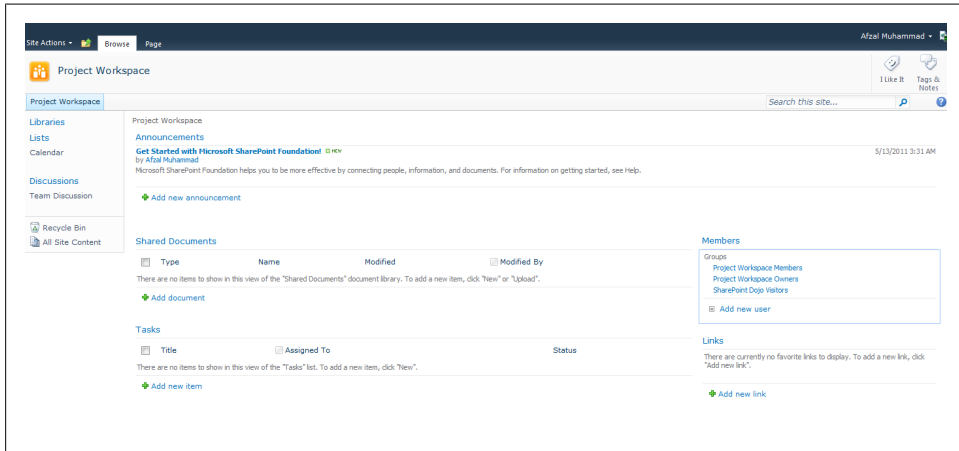 Afzal Muhammad
Site Actions Browse Page
Project Workspace
I Like It Tags & Notes
Project Workspace
Search this site...
Libraries
Lists
Calendar
Discussions
Team Discussion
Recycle Bin
All Site Content
Project Workspace
Announcements
Get Started with Microsoft SharePoint Foundation! NEW 5/13/2011 3:31 AM
by Afzal Muhammad
Microsoft SharePoint Foundation helps you to be more effective by connecting people, information, and documents. For information on getting started, see Help.
Add new announcement
Shared Documents
Type Name Modified Modified By
There are no items to show in this view of the "Shared Documents" document library. To add a new item, click "New" or "Upload".
Add document
Tasks
Title Assigned To Status
There are no items to show in this view of the "Tasks" list. To add a new item, click "New".
Add new item
Members
Groups
Project Workspace Members
Project Workspace Owners
SharePoint Dojo Visitors
Add new user
Links
There are currently no favorite links to display. To add a new link, click
"Add new link".
Add new link